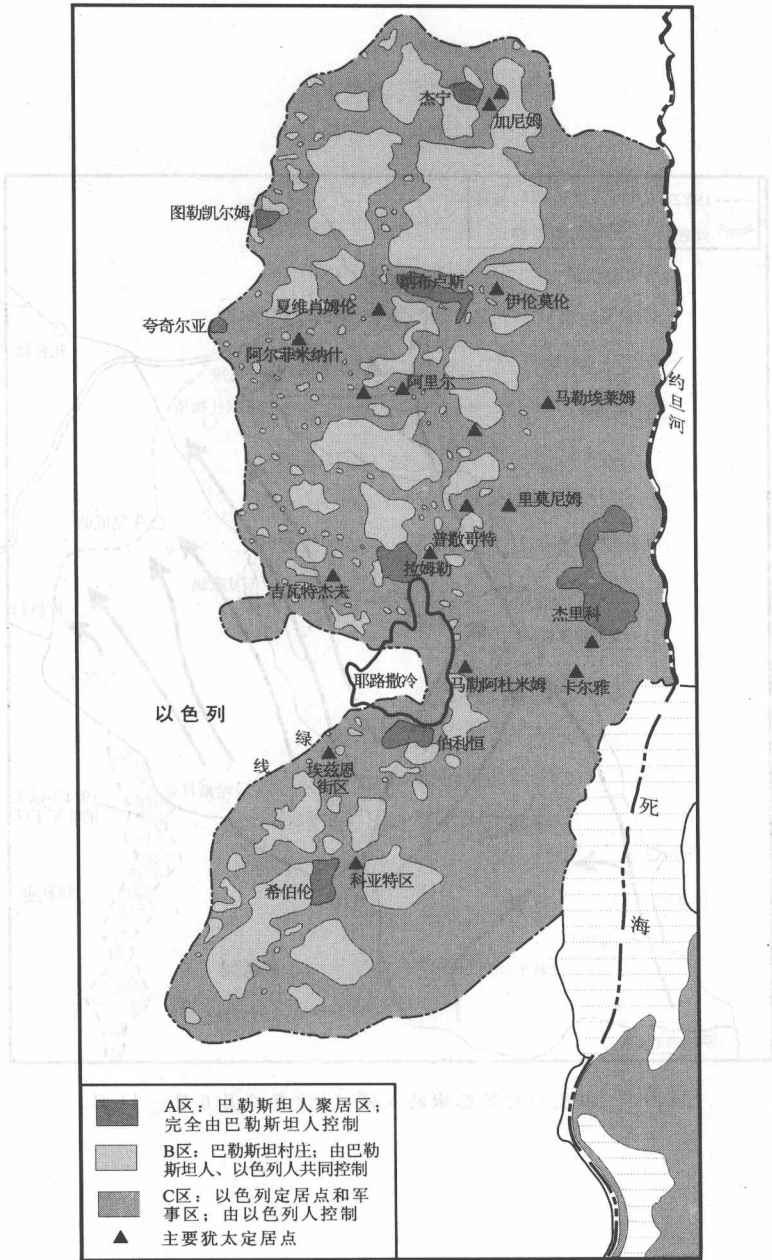 杰宁
加尼姆
图勒凯尔姆
纳布卢斯
伊伦莫伦
夏维肖姆伦
夸奇尔亚
阿尔菲米纳什
阿里尔
马勒埃莱姆
约旦河
里莫尼姆
普撒哥特
拉姆勒
吉瓦特杰夫
杰里科
耶路撒冷
马勒阿杜米姆
卡尔雅
以色列
绿
线
伯利恒
埃兹恩
街区
死
海
希伯伦
科亚特区
A区：巴勒斯坦人聚居区；
完全由巴勒斯坦人控制
B区：巴勒斯坦村庄；由巴勒
斯坦人、以色列人共同控制
C区：以色列定居点和军
事区；由以色列人控制
主要犹太定居点